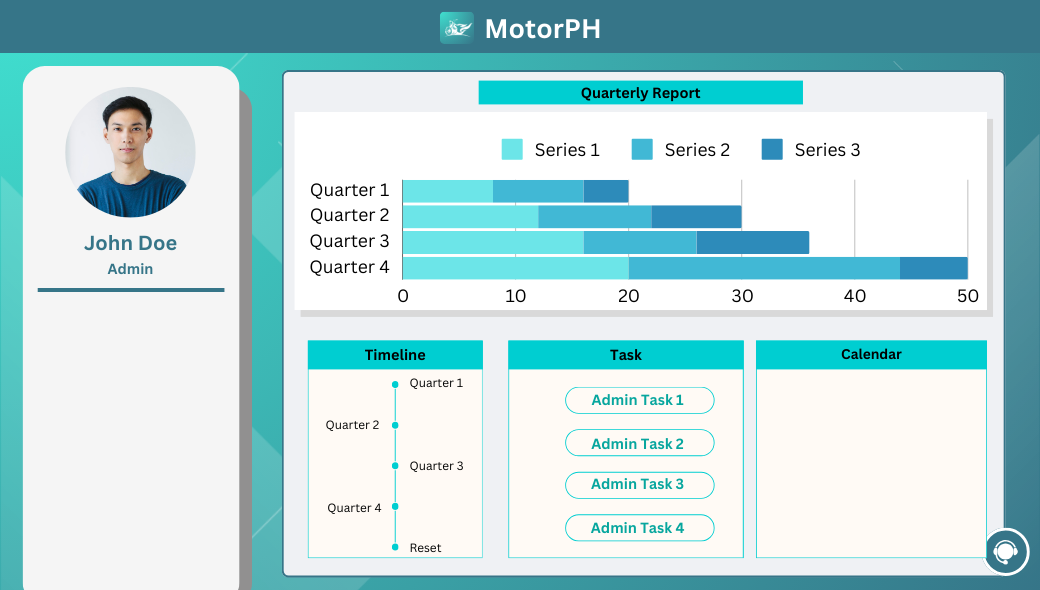 MotorPH
John Doe
Admin
Quarterly Report
Series 1 Series 2 Series 3
Quarter 1
Quarter 2
Quarter 3
Quarter 4
0 10 20 30 40 50
Timeline
Quarter 1
Quarter 2
Quarter 3
Quarter 4
Reset
Task
Admin Task 1
Admin Task 2
Admin Task 3
Admin Task 4
Calendar